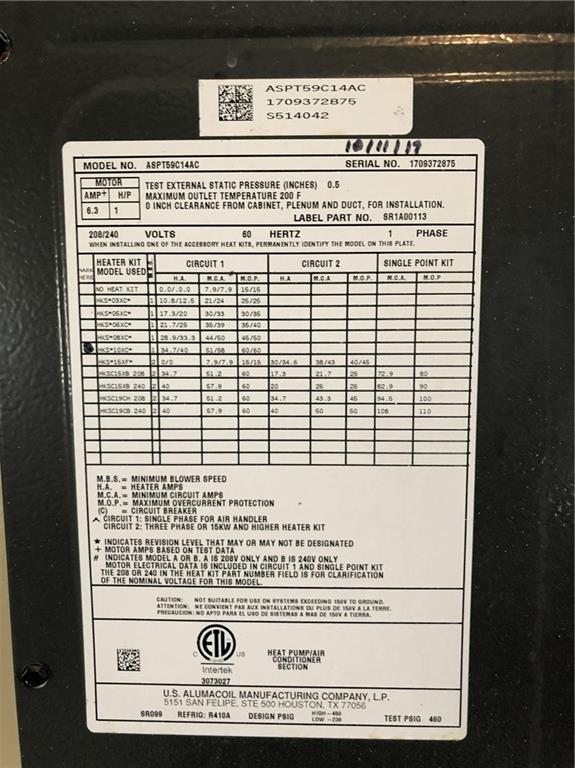 ASPT59C14AC
1709372875
S514042
10/11/19
MODEL NO. ASPT59C14AC SERIAL NO. 1709372875
MOTOR
AMP+ H/P
6.3 1
TEST EXTERNAL STATIC PRESSURE (INCHES) 0.5
MAXIMUM OUTLET TEMPERATURE 200 F
0 INCH CLEARANCE FROM CABINET, PLENUM AND DUCT, FOR INSTALLATION.
LABEL PART NO. SR1A00113
208/240 VOLTS 60 HERTZ 1 PHASE
WHEN INSTALLING ONE OF THE ACCESSORY HEAT KITS, PERMANENTLY IDENTIFY THE MODEL ON THIS PLATE.
MARK HERE HEATER KIT MODEL USED CIRCUIT 1 CIRCUIT 2 SINGLE POINT KIT
H.A. M.C.A. M.O.P. H.A M.C.A. M.O.P. M.C.A. M.O.P
NO HEAT KIT 0.0/.0.0 7.9/7.9 15/15
HKS*03XC* 1 10.8/12.5 21/24 25/25
HKS*05XC* 1 17.3/20 30/33 30/35
HKS*06XC* 1 21.7/25 35/39 35/40
HKS*08XC* 1 28.9/33.3 44/50 45/50
HKS*10XC* 1 34.7/40 51/58 60/60
HKS*15XF* 2 0/0 7.9/7.9 15/15 30/34.6 38/43 40/45
HKSC15XB 208 2 34.7 51.2 60 17.3 21.7 25 72.9 80
HKSC15XB 240 2 40 57.9 60 20 25 25 82.9 90
HKSC19CH 208 2 34.7 51.2 60 34.7 43.3 45 94.5 100
HKSC19CB 240 2 40 57.9 60 40 50 50 108 110
M.B.S. = MINIMUM BLOWER SPEED
H.A. = HEATER AMPS
M.C.A. = MINIMUM CIRCUIT AMPS
M.O.P. = MAXIMUM OVERCURRENT PROTECTION
(C) = CIRCUIT BREAKER
^ CIRCUIT 1: SINGLE PHASE FOR AIR HANDLER
CIRCUIT 2: THREE PHASE OR 15KW AND HIGHER HEATER KIT
* INDICATES REVISION LEVEL THAT MAY OR MAY NOT BE DESIGNATED
+ MOTOR AMPS BASED ON TEST DATA
# INDICATES MODEL A OR B. A IS 208V ONLY AND B IS 240V ONLY
MOTOR ELECTRICAL DATA IS INCLUDED IN CIRCUIT 1 AND SINGLE POINT KIT
THE 208 OR 240 IN THE HEAT KIT PART NUMBER FIELD IS FOR CLARIFICATION
OF THE NOMINAL VOLTAGE FOR THIS MODEL.
CAUTION: NOT SUITABLE FOR USE ON SYSTEMS EXCEEDING 150V TO GROUND.
ATTENTION: NE CONVIENT PAS AUX INSTALLATIONS DU PLUS DE 150V A LA TERRE.
PRECAUCION: NO APTO PARA EL USO DE SISTEMAS A MAS DE 150V A TIERRA.
C ETL US
Intertek
3073027
HEAT PUMP/AIR
CONDITIONER
SECTION
U.S. ALUMACOIL MANUFACTURING COMPANY, L.P.
5151 SAN FELIPE, STE 500 HOUSTON, TX 77056
SR099 REFRIG: R410A DESIGN PSIG HIGH-458 LOW-236 TEST PSIG 460